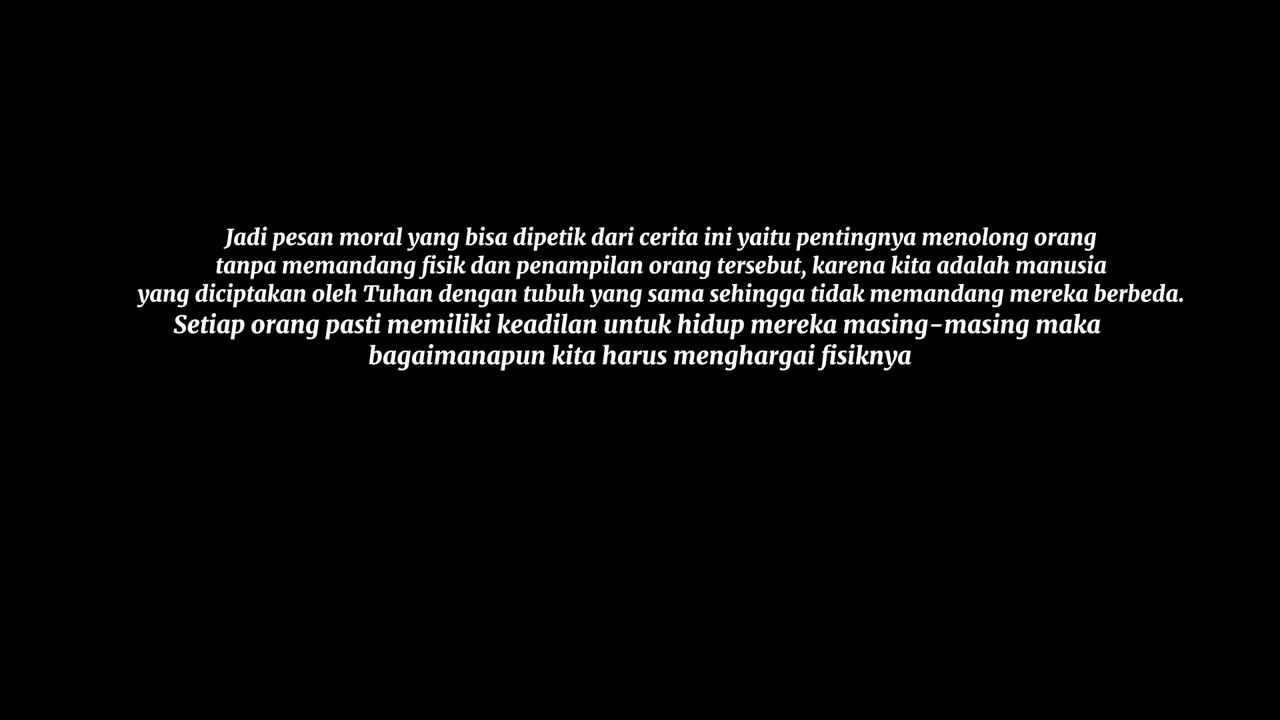 Jadi pesan moral yang bisa dipetik dari cerita ini yaitu pentingnya menolong orang
tanpa memandang fisik dan penampilan orang tersebut, karena kita adalah manusia
yang diciptakan oleh Tuhan dengan tubuh yang sama sehingga tidak memandang mereka berbeda.
Setiap orang pasti memiliki keadilan untuk hidup mereka masing-masing maka
bagaimanapun kita harus menghargai fisiknya